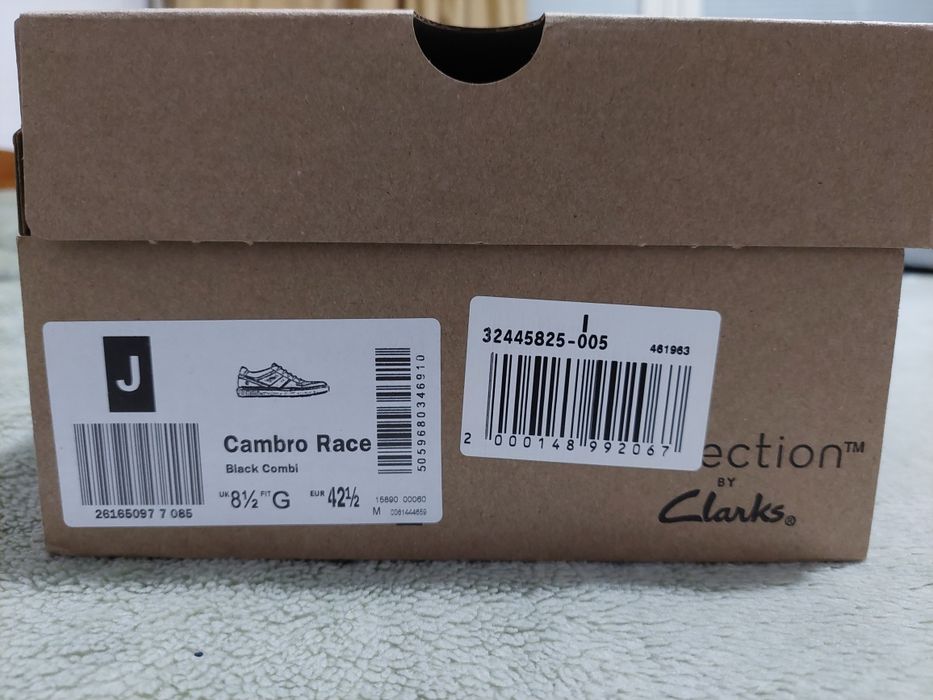 J
Cambro Race
Black Combi
UK 8½ FIT G EUR 42½
26165097 7 085
15890 00060
M 0061444659
5059680346910
32445825-005
461963
2 000148 992067
ection™
BY
Clarks®